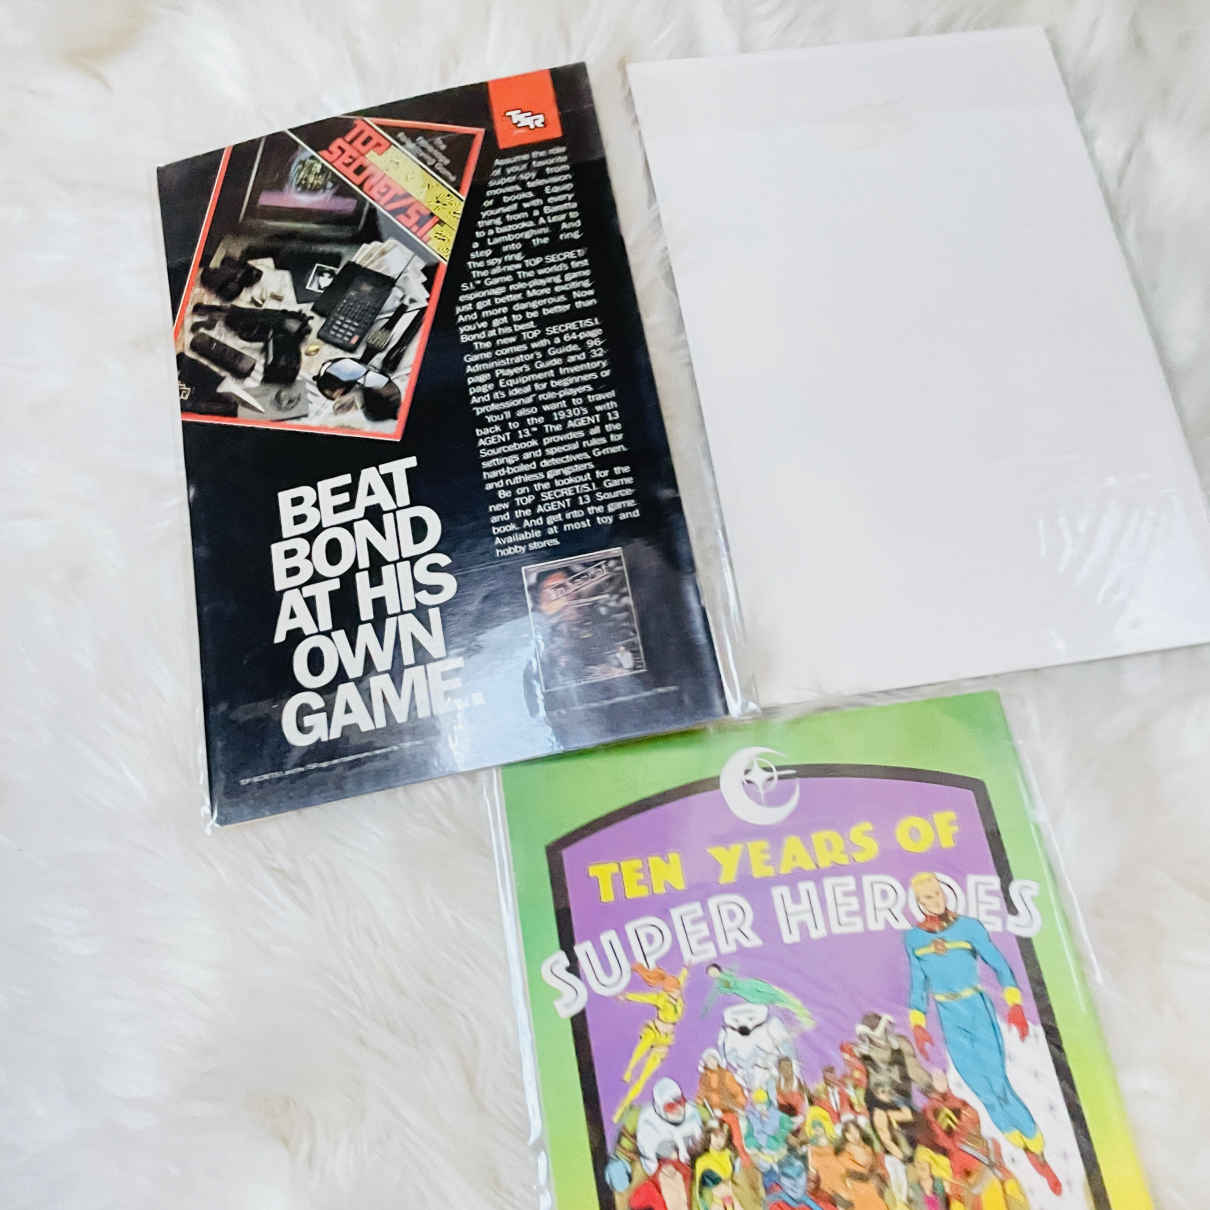 TSR
TOP
SECRET/S.I.
Assume the role
of your favorite
super-spy from
movies, television
or books. Equip
yourself with every
thing from a Baretta
to a bazooka. A Lear to
a Lamborghini. And
step into the ring.
The spy ring.
The all-new TOP SECRET/
S.I.™ Game. The world's first
espionage role-playing game
just got better. More exciting.
And more dangerous. Now
you've got to be better than
Bond at his best.
The new TOP SECRET/S.I.
Game comes with a 64-page
Administrator's Guide, 96-
page Player's Guide and 32-
page Equipment Inventory.
And it's ideal for beginners or
"professional" role-players.
You'll also want to travel
back to the 1930's with
AGENT 13.™ The AGENT 13
Sourcebook provides all the
settings and special rules for
hard-boiled detectives, G-men,
and ruthless gangsters.
Be on the lookout for the
new TOP SECRET/S.I. Game
and the AGENT 13 Source-
book. And get into the game.
Available at most toy and
hobby stores.
BEAT
BOND
AT HIS
OWN
GAME.
TEN YEARS OF
SUPER HEROES